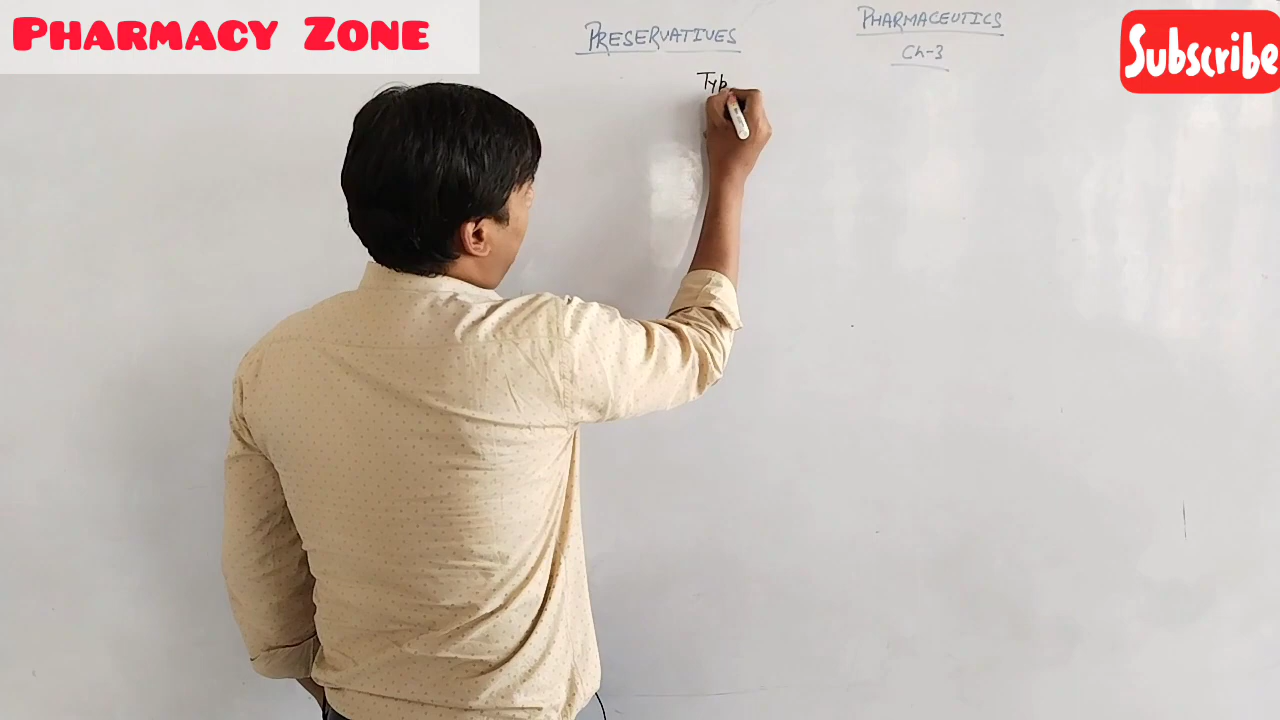 PHARMACY ZONE
PRESERVATIVES
PHARMACEUTICS
Ch-3
Typ
Subscribe